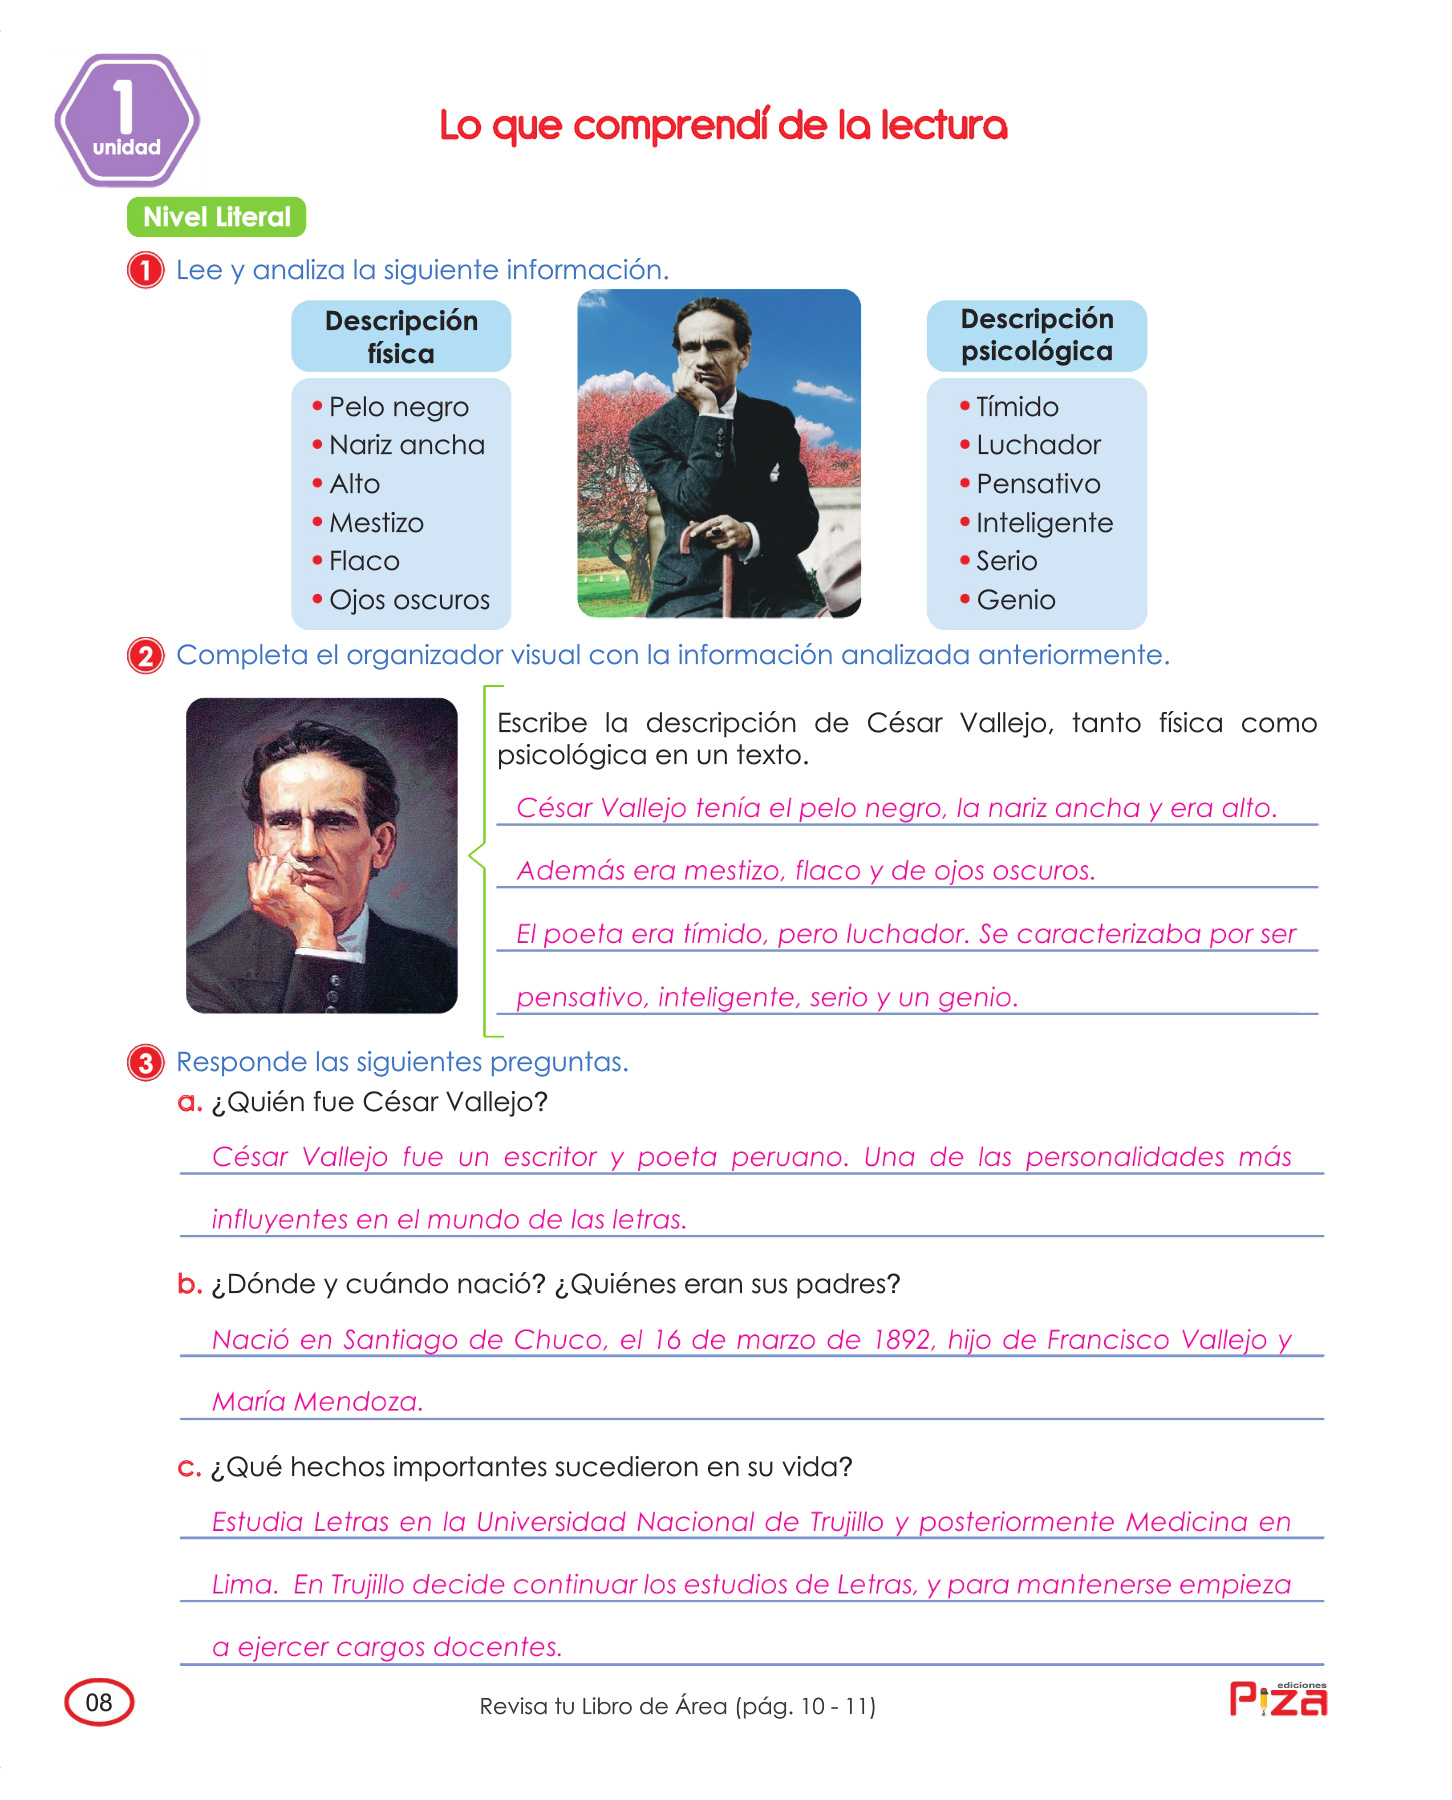 1
unidad
Lo que comprendí de la lectura
Nivel Literal
1 Lee y analiza la siguiente información.
Descripción
física
• Pelo negro
• Nariz ancha
• Alto
• Mestizo
• Flaco
• Ojos oscuros
Descripción
psicológica
• Tímido
• Luchador
• Pensativo
• Inteligente
• Serio
• Genio
2 Completa el organizador visual con la información analizada anteriormente.
Escribe la descripción de César Vallejo, tanto física como
psicológica en un texto.
César Vallejo tenía el pelo negro, la nariz ancha y era alto.
Además era mestizo, flaco y de ojos oscuros.
El poeta era tímido, pero luchador. Se caracterizaba por ser
pensativo, inteligente, serio y un genio.
3 Responde las siguientes preguntas.
a. ¿Quién fue César Vallejo?
César Vallejo fue un escritor y poeta peruano. Una de las personalidades más
influyentes en el mundo de las letras.
b. ¿Dónde y cuándo nació? ¿Quiénes eran sus padres?
Nació en Santiago de Chuco, el 16 de marzo de 1892, hijo de Francisco Vallejo y
María Mendoza.
c. ¿Qué hechos importantes sucedieron en su vida?
Estudia Letras en la Universidad Nacional de Trujillo y posteriormente Medicina en
Lima. En Trujillo decide continuar los estudios de Letras, y para mantenerse empieza
a ejercer cargos docentes.
08
Revisa tu Libro de Área (pág. 10 - 11)
ediciones
Piza